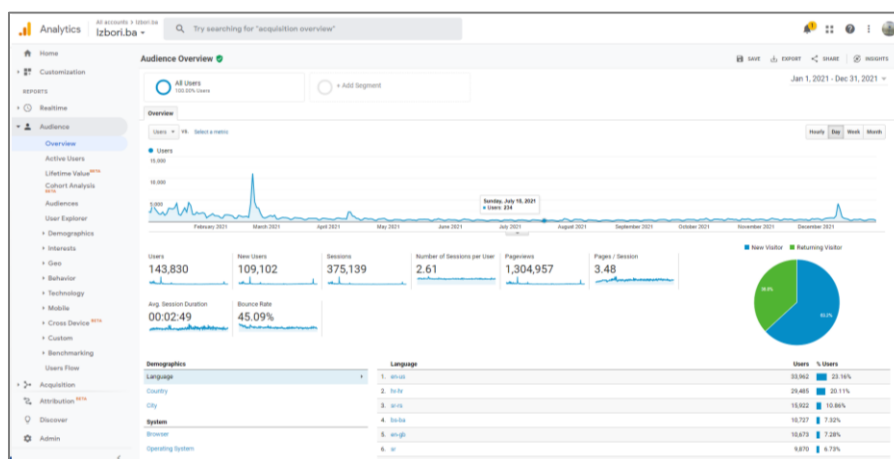 Analytics
All accounts > Izbori.ba
Izbori.ba
Try searching for "acquisition overview"
Home
Customization
REPORTS
Realtime
Audience
Overview
Active Users
Lifetime Value BETA
Cohort Analysis
BETA
Audiences
User Explorer
Demographics
Interests
Geo
Behavior
Technology
Mobile
Cross Device BETA
Custom
Benchmarking
Users Flow
Acquisition
Attribution BETA
Discover
Admin
Audience Overview
SAVE
EXPORT
SHARE
INSIGHTS
All Users
100.00% Users
+ Add Segment
Jan 1, 2021 - Dec 31, 2021
Overview
Users
VS.
Select a metric
Hourly
Day
Week
Month
Users
15,000
10,000
5,000
Sunday, July 18, 2021
Users: 234
February 2021
March 2021
April 2021
May 2021
June 2021
July 2021
August 2021
September 2021
October 2021
November 2021
December 2021
Users
143,830
New Users
109,102
Sessions
375,139
Number of Sessions per User
2.61
Pageviews
1,304,957
Pages / Session
3.48
Avg. Session Duration
00:02:49
Bounce Rate
45.09%
New Visitor
Returning Visitor
Demographics
Language
Country
City
System
Browser
Operating System
Language
Users
% Users
1. en-us
33,962
23.16%
2. hr-hr
29,485
20.11%
3. sr-rs
15,922
10.86%
4. bs-ba
10,727
7.32%
5. en-gb
10,673
7.28%
6. sr
9,870
6.73%